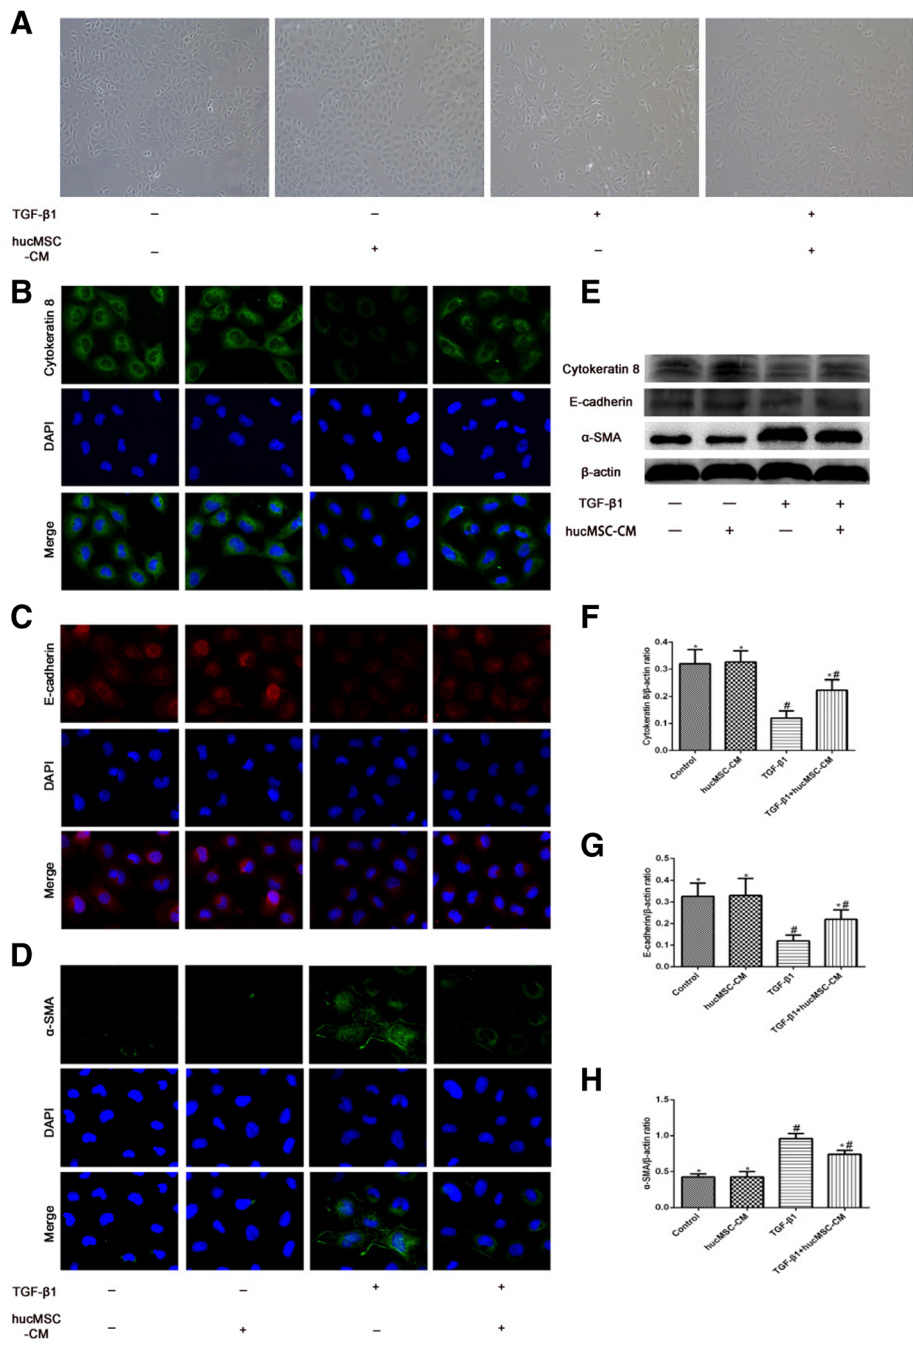 A
TGF-β1 – – + +
hucMSC
-CM – + – +
B
Cytokeratin 8
DAPI
Merge
C
E-cadherin
DAPI
Merge
D
α-SMA
DAPI
Merge
TGF-β1 – – + +
hucMSC
-CM – + – +
E
Cytokeratin 8
E-cadherin
α-SMA
β-actin
TGF-β1 — — + +
hucMSC-CM — + — +
F
Cytokeratin 8/β-actin ratio
0.4
0.3
0.2
0.1
0.0
* * # *#
Control
hucMSC-CM
TGF-β1
TGF-β1+hucMSC-CM
G
E-cadherin/β-actin ratio
0.5
0.4
0.3
0.2
0.1
0.0
* * # *#
Control
hucMSC-CM
TGF-β1
TGF-β1+hucMSC-CM
H
α-SMA/β-actin ratio
1.5
1.0
0.5
0.0
* * # *#
Control
hucMSC-CM
TGF-β1
TGF-β1+hucMSC-CM